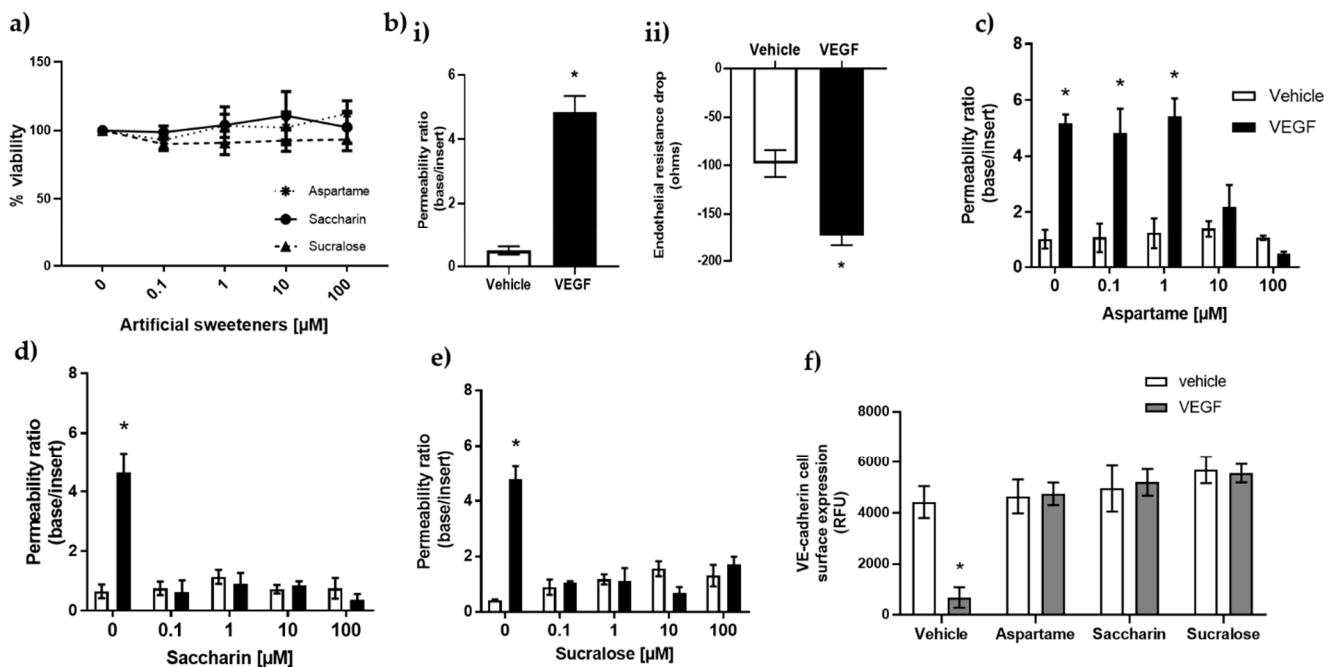 a)
% viability
150
100
50
0
0
0.1
1
10
100
Aspartame
Saccharin
Sucralose
Artificial sweeteners [µM]
b)
i)
Permeability ratio
(base/insert)
6
4
2
0
*
Vehicle
VEGF
ii)
Vehicle
VEGF
Endothelial resistance drop
(ohms)
0
-50
-100
-150
-200
*
c)
Permeability ratio
(base/insert)
8
6
4
2
0
*
*
*
Vehicle
VEGF
0
0.1
1
10
100
Aspartame [µM]
d)
Permeability ratio
(base/insert)
8
6
4
2
0
*
0
0.1
1
10
100
Saccharin [µM]
e)
Permeability ratio
(base/insert)
8
6
4
2
0
*
0
0.1
1
10
100
Sucralose [µM]
f)
vehicle
VEGF
VE-cadherin cell
surface expression
(RFU)
8000
6000
4000
2000
0
*
Vehicle
Aspartame
Saccharin
Sucralose